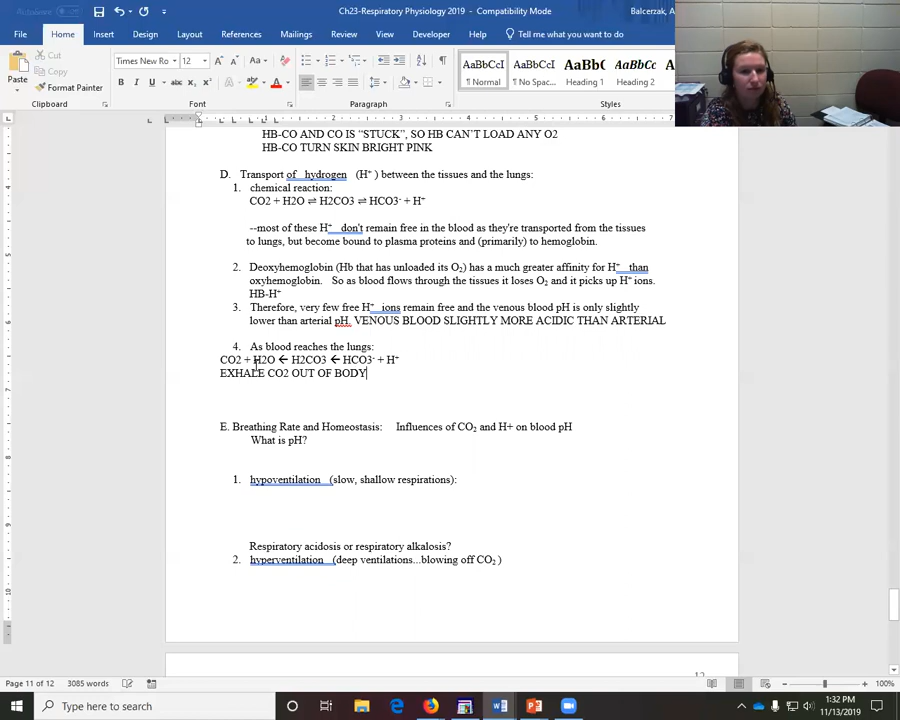 Ch23-Respiratory Physiology 2019 - Compatibility Mode
Balcerzak, A
File Home Insert Design Layout References Mailings Review View Developer Help Tell me what you want to do
Paste
Cut
Copy
Format Painter
Times New Ro 12
AaBbCcI AaBbCcI AaBb( AaBbCc
¶ Normal ¶ No Spac... Heading 1 Heading 2
Clipboard Font Paragraph Styles
HB-CO AND CO IS “STUCK”, SO HB CAN’T LOAD ANY O2
HB-CO TURN SKIN BRIGHT PINK
D. Transport of hydrogen (H⁺ ) between the tissues and the lungs:
1. chemical reaction:
CO2 + H2O ⇌ H2CO3 ⇌ HCO3⁻ + H⁺
--most of these H⁺ don't remain free in the blood as they're transported from the tissues
to lungs, but become bound to plasma proteins and (primarily) to hemoglobin.
2. Deoxyhemoglobin (Hb that has unloaded its O₂) has a much greater affinity for H⁺ than
oxyhemoglobin. So as blood flows through the tissues it loses O₂ and it picks up H⁺ ions.
HB-H⁺
3. Therefore, very few free H⁺ ions remain free and the venous blood pH is only slightly
lower than arterial pH. VENOUS BLOOD SLIGHTLY MORE ACIDIC THAN ARTERIAL
4. As blood reaches the lungs:
CO2 + H2O ← H2CO3 ← HCO3⁻ + H⁺
EXHALE CO2 OUT OF BODY
E. Breathing Rate and Homeostasis: Influences of CO₂ and H+ on blood pH
What is pH?
1. hypoventilation (slow, shallow respirations):
Respiratory acidosis or respiratory alkalosis?
2. hyperventilation (deep ventilations...blowing off CO₂ )
12
Page 11 of 12 3085 words
100%
Type here to search
1:32 PM
11/13/2019